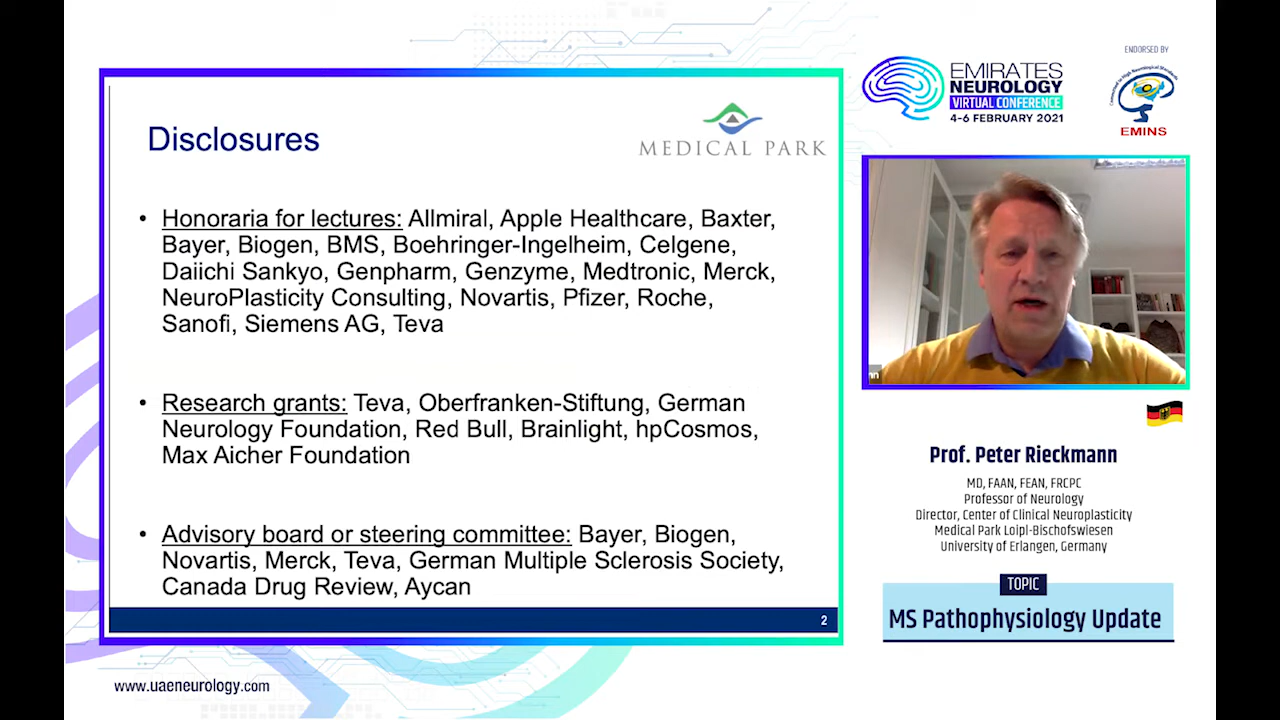 Disclosures
MEDICAL PARK
• Honoraria for lectures: Allmiral, Apple Healthcare, Baxter,
Bayer, Biogen, BMS, Boehringer-Ingelheim, Celgene,
Daiichi Sankyo, Genpharm, Genzyme, Medtronic, Merck,
NeuroPlasticity Consulting, Novartis, Pfizer, Roche,
Sanofi, Siemens AG, Teva
• Research grants: Teva, Oberfranken-Stiftung, German
Neurology Foundation, Red Bull, Brainlight, hpCosmos,
Max Aicher Foundation
• Advisory board or steering committee: Bayer, Biogen,
Novartis, Merck, Teva, German Multiple Sclerosis Society,
Canada Drug Review, Aycan
2
www.uaeneurology.com
EMIRATES
NEUROLOGY
VIRTUAL CONFERENCE
4-6 FEBRUARY 2021
ENDORSED BY
EMINS
Prof. Peter Rieckmann
MD, FAAN, FEAN, FRCPC
Professor of Neurology
Director, Center of Clinical Neuroplasticity
Medical Park Loipl-Bischofswiesen
University of Erlangen, Germany
TOPIC
MS Pathophysiology Update